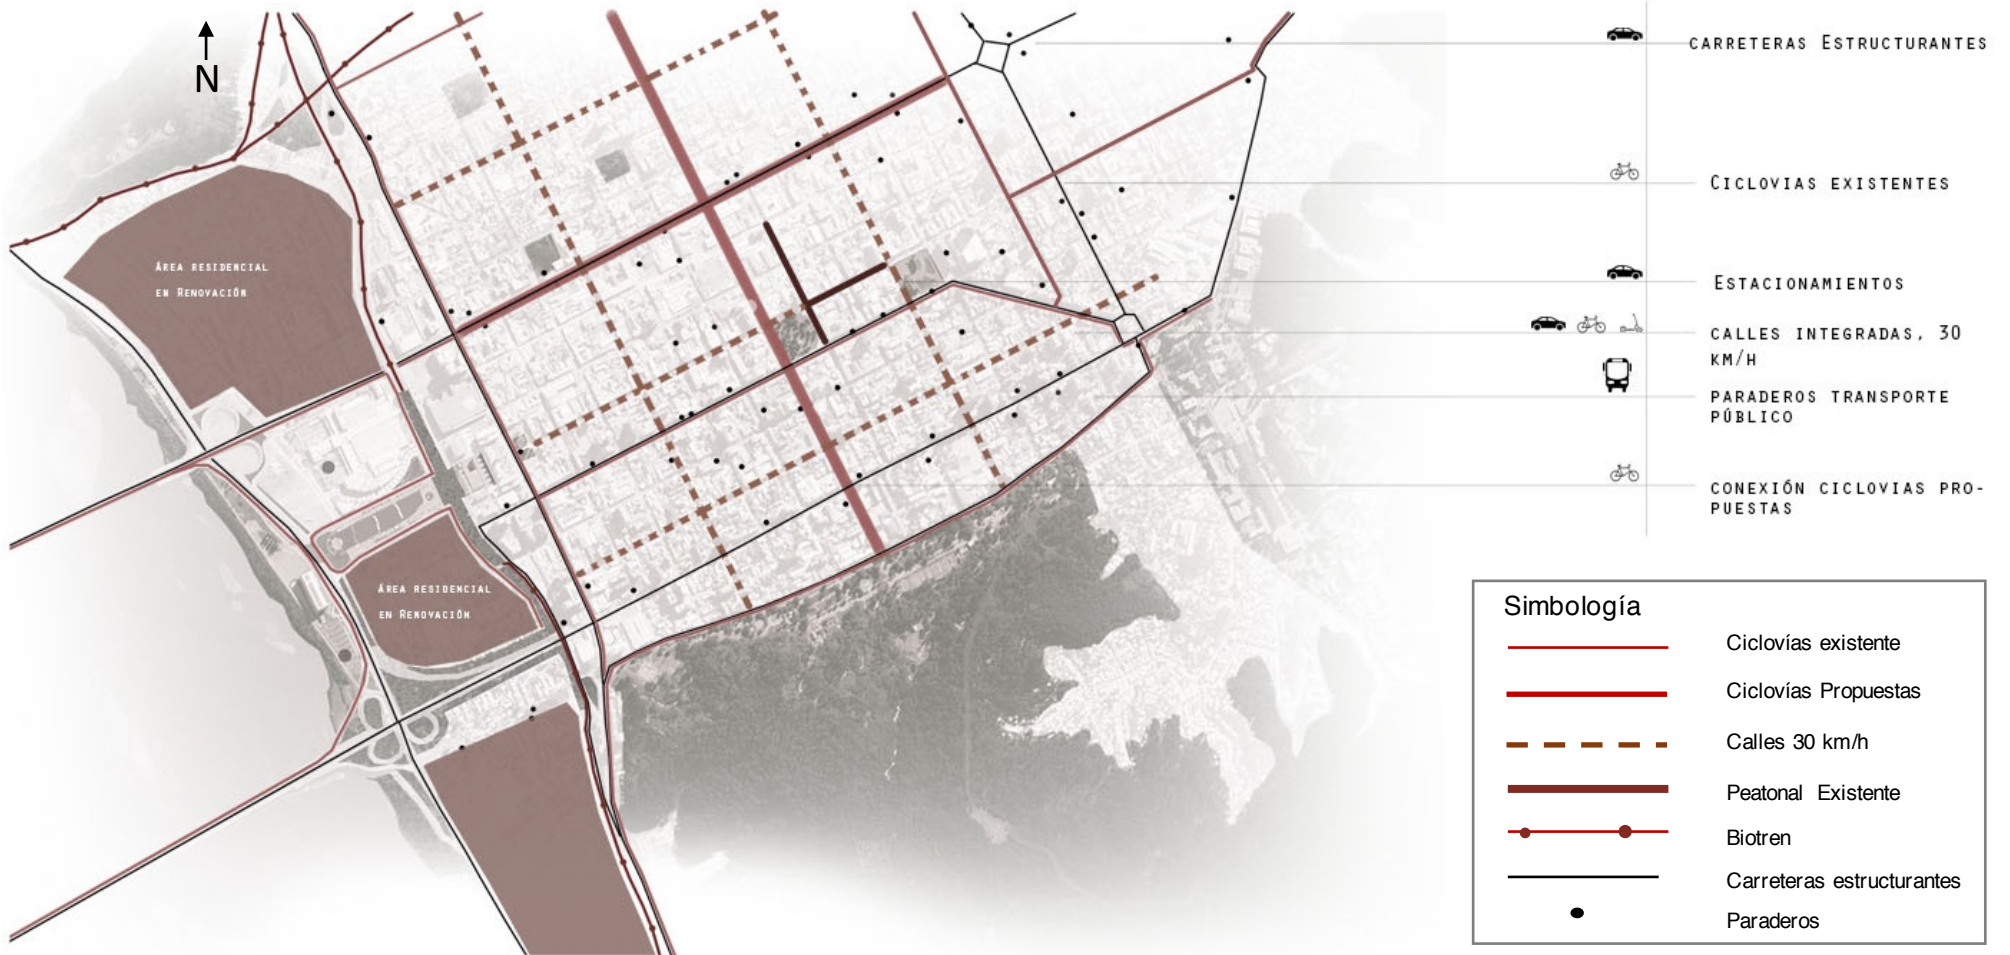 N
CARRETERAS ESTRUCTURANTES
CICLOVIAS EXISTENTES
ESTACIONAMIENTOS
CALLES INTEGRADAS, 30
KM/H
PARADEROS TRANSPORTE
PÚBLICO
CONEXIÓN CICLOVIAS PRO-
PUESTAS
ÁREA RESIDENCIAL
EN RENOVACIÓN
ÁREA RESIDENCIAL
EN RENOVACIÓN
Simbología
Ciclovías existente
Ciclovías Propuestas
Calles 30 km/h
Peatonal Existente
Biotren
Carreteras estructurantes
Paraderos